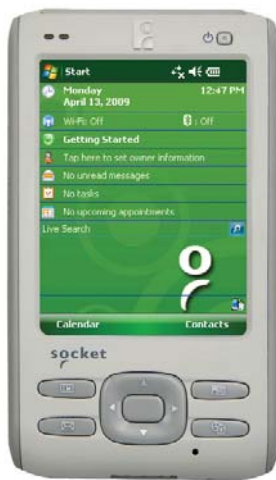 Start
Monday 12:47 PM
April 13, 2009
Wi-Fi: Off : Off
Getting Started
Tap here to set owner information
No unread messages
No tasks
No upcoming appointments
Live Search
Calendar Contacts
socket